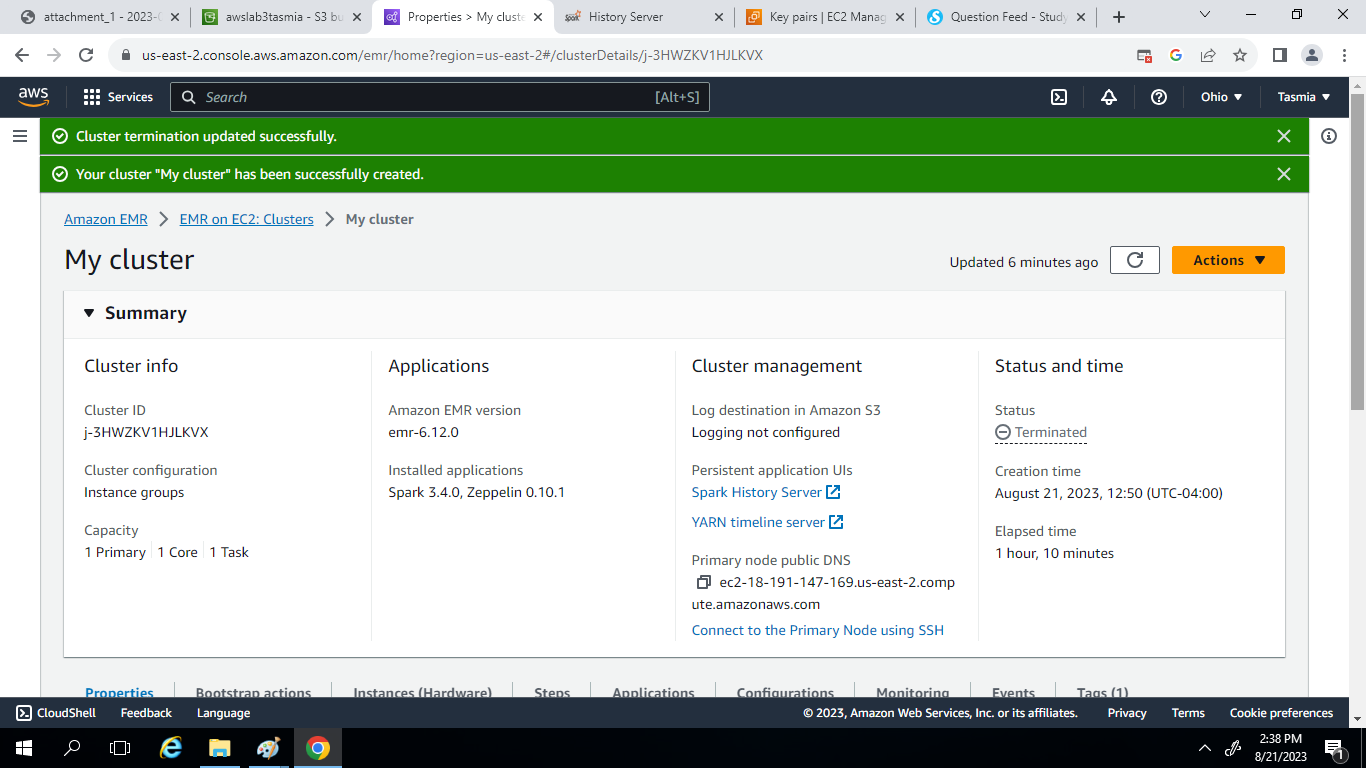 attachment_1 - 2023-0
awslab3tasmia - S3 bu
Properties > My cluste
History Server
Key pairs | EC2 Manag
Question Feed - Study
us-east-2.console.aws.amazon.com/emr/home?region=us-east-2#/clusterDetails/j-3HWZKV1HJLKVX
aws
Services
Search
[Alt+S]
Ohio
Tasmia
Cluster termination updated successfully.
Your cluster "My cluster" has been successfully created.
Amazon EMR
EMR on EC2: Clusters
My cluster
My cluster
Updated 6 minutes ago
Actions
Summary
Cluster info
Cluster ID
j-3HWZKV1HJLKVX
Cluster configuration
Instance groups
Capacity
1 Primary 1 Core 1 Task
Applications
Amazon EMR version
emr-6.12.0
Installed applications
Spark 3.4.0, Zeppelin 0.10.1
Cluster management
Log destination in Amazon S3
Logging not configured
Persistent application UIs
Spark History Server
YARN timeline server
Primary node public DNS
ec2-18-191-147-169.us-east-2.comp
ute.amazonaws.com
Connect to the Primary Node using SSH
Status and time
Status
Terminated
Creation time
August 21, 2023, 12:50 (UTC-04:00)
Elapsed time
1 hour, 10 minutes
Properties
Bootstrap actions
Instances (Hardware)
Steps
Applications
Configurations
Monitoring
Events
Tags (1)
CloudShell
Feedback
Language
© 2023, Amazon Web Services, Inc. or its affiliates.
Privacy
Terms
Cookie preferences
2:38 PM
8/21/2023
1